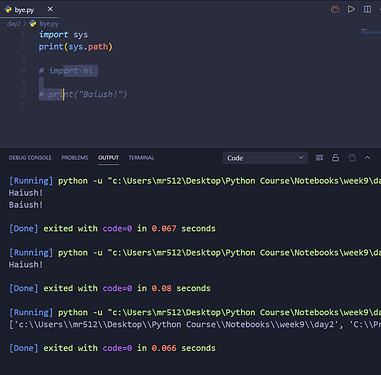 bye.py ×
day2 > bye.py
1 import sys
2 print(sys.path)
3
4 # import hi
5
6 # print("Baiush!")
7
DEBUG CONSOLE PROBLEMS OUTPUT TERMINAL Code
[Running] python -u "c:\Users\mr512\Desktop\Python Course\Notebooks\week9\da
Haiush!
Baiush!
[Done] exited with code=0 in 0.067 seconds
[Running] python -u "c:\Users\mr512\Desktop\Python Course\Notebooks\week9\da
Haiush!
[Done] exited with code=0 in 0.08 seconds
[Running] python -u "c:\Users\mr512\Desktop\Python Course\Notebooks\week9\da
['c:\\Users\\mr512\\Desktop\\Python Course\\Notebooks\\week9\\day2', 'C:\\Pr
[Done] exited with code=0 in 0.066 seconds